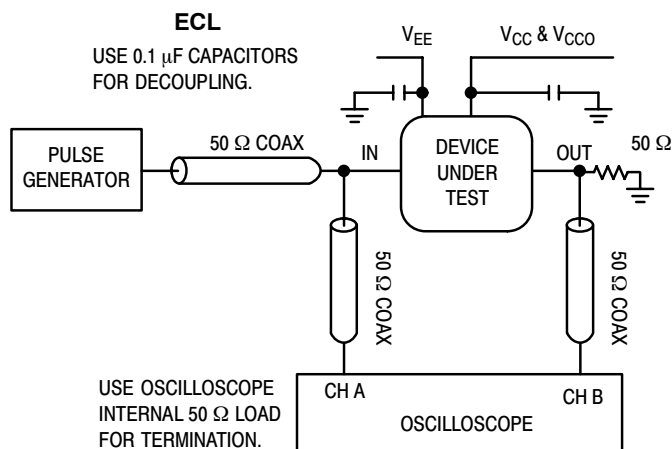 ECL
USE 0.1 μF CAPACITORS
FOR DECOUPLING.
VEE
VCC & VCCO
PULSE
GENERATOR
50 Ω COAX
IN
DEVICE
UNDER
TEST
OUT
50 Ω
50 Ω COAX
50 Ω COAX
USE OSCILLOSCOPE
INTERNAL 50 Ω LOAD
FOR TERMINATION.
CH A
CH B
OSCILLOSCOPE